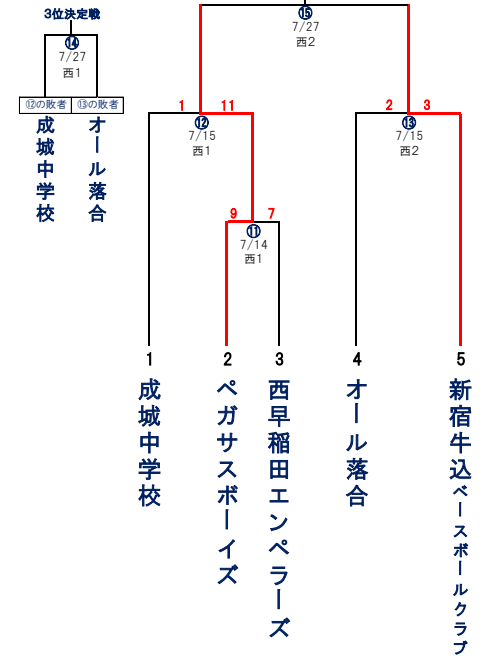 3位決定戦
⑭
7/27
西1
⑫の敗者 ⑬の敗者
成城中学校
オール落合
⑮
7/27
西2
1 11
⑫
7/15
西1
2 3
⑬
7/15
西2
9 7
⑪
7/14
西1
1 2 3 4 5
成城中学校
ペガサスボーイズ
西早稲田エンペラーズ
オール落合
新宿牛込ベースボールクラブ